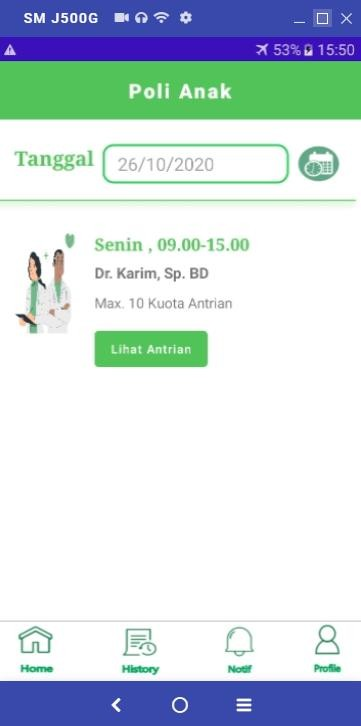 SM J500G
53% 15:50
Poli Anak
Tanggal 26/10/2020
Senin , 09.00-15.00
Dr. Karim, Sp. BD
Max. 10 Kuota Antrian
Lihat Antrian
Home History Notif Profile